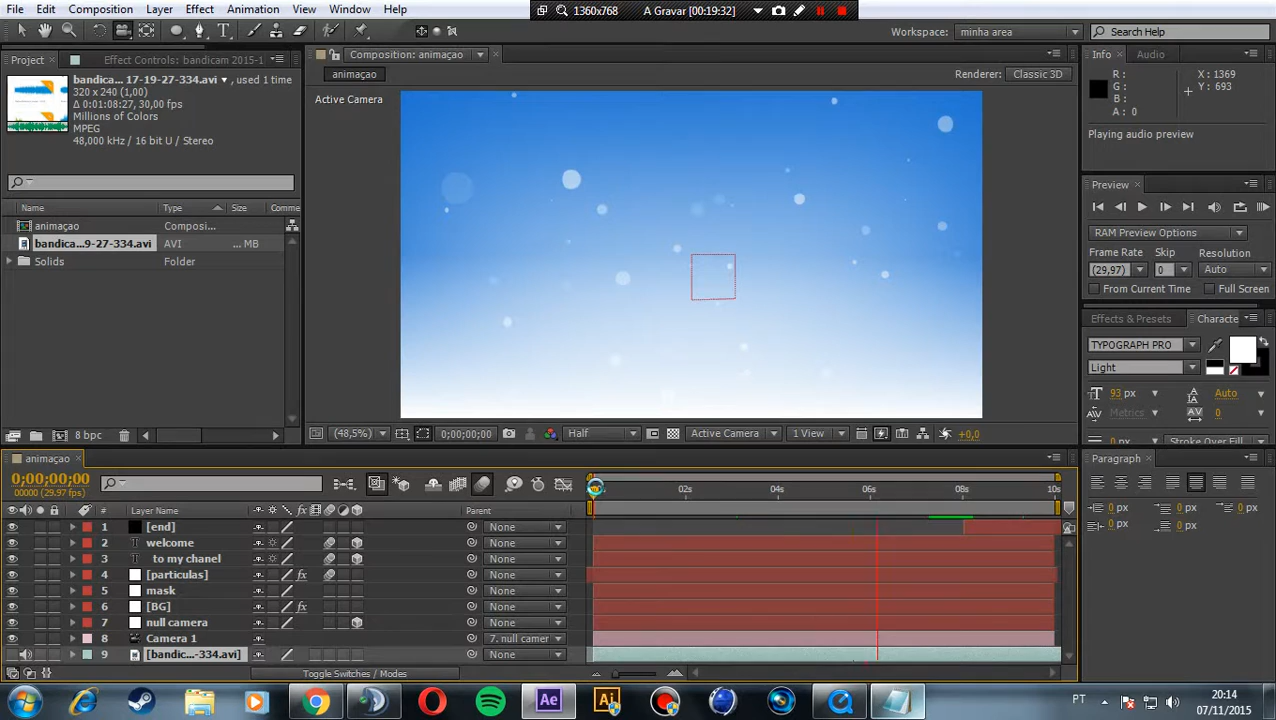 File Edit Composition Layer Effect Animation View Window Help
1360x768 A Gravar [00:19:32]
Workspace: minha area
Search Help
Project Effect Controls: bandicam 2015-1
Composition: animaçao
Info Audio
bandica... 17-19-27-334.avi , used 1 time
320 x 240 (1,00)
Δ 0:01:08:27, 30,00 fps
Millions of Colors
MPEG
48,000 kHz / 16 bit U / Stereo
animaçao
Renderer: Classic 3D
Active Camera
R: X: 1369
G: Y: 693
B:
A: 0
Playing audio preview
Preview
RAM Preview Options
Frame Rate Skip Resolution
(29,97) 0 Auto
From Current Time Full Screen
Name Type Size Comme
animaçao Composi...
bandica...9-27-334.avi AVI ... MB
Solids Folder
Effects & Presets Characte
TYPOGRAPH PRO
Light
93 px Auto
Metrics 0
0 px Stroke Over Fill
8 bpc
(48,5%) 0;00;00;00 Half Active Camera 1 View +0,0
animaçao
0;00;00;00
00000 (29.97 fps)
02s 04s 06s 08s 10s
# Layer Name Parent
1 [end] None
2 welcome None
3 to my chanel None
4 [particulas] fx None
5 mask None
6 [BG] fx None
7 null camera None
8 Camera 1 7. null camer
9 [bandic...-334.avi] None
Toggle Switches / Modes
Paragraph
0 px 0 px 0 px
0 px 0 px
PT
20:14
07/11/2015